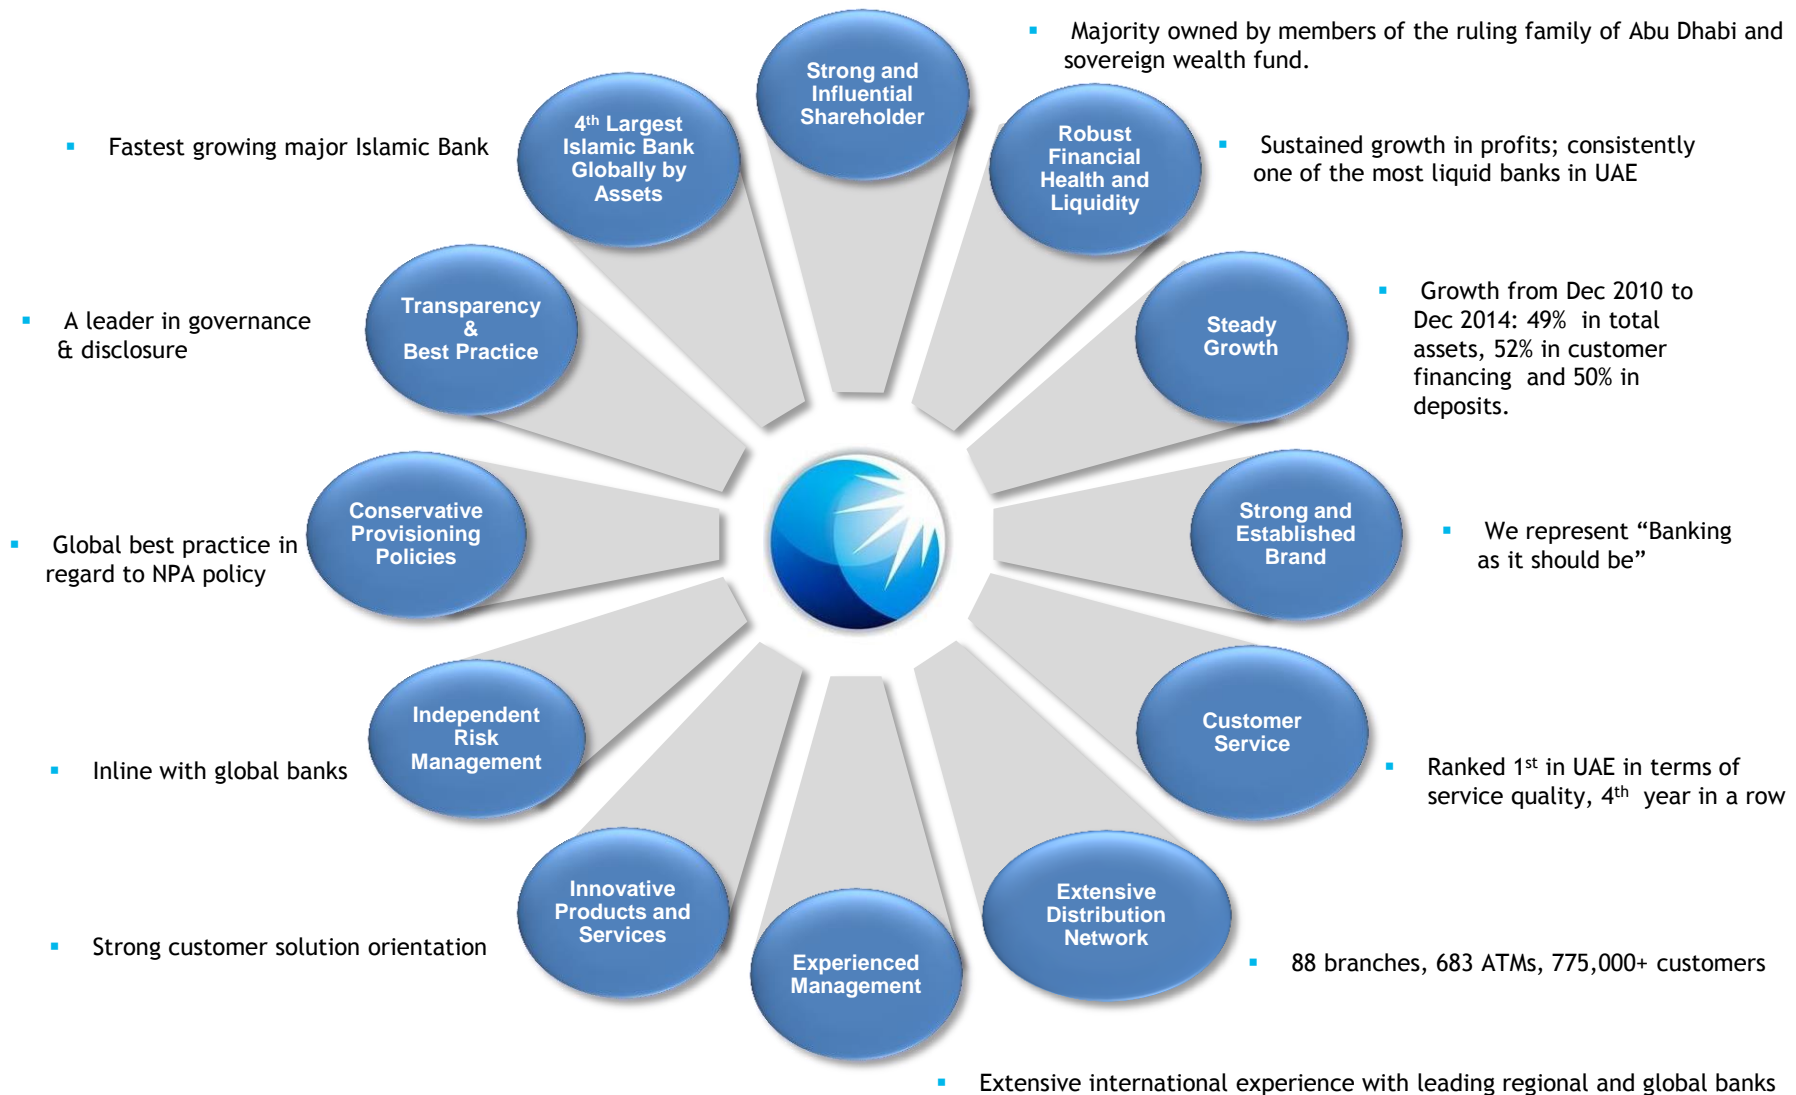 Strong and
Influential
Shareholder
▪ Majority owned by members of the ruling family of Abu Dhabi and
sovereign wealth fund.
Robust
Financial
Health and
Liquidity
▪ Sustained growth in profits; consistently
one of the most liquid banks in UAE
Steady
Growth
▪ Growth from Dec 2010 to
Dec 2014: 49% in total
assets, 52% in customer
financing and 50% in
deposits.
Strong and
Established
Brand
▪ We represent “Banking
as it should be”
Customer
Service
▪ Ranked 1st in UAE in terms of
service quality, 4th year in a row
Extensive
Distribution
Network
▪ 88 branches, 683 ATMs, 775,000+ customers
Experienced
Management
▪ Extensive international experience with leading regional and global banks
Innovative
Products and
Services
▪ Strong customer solution orientation
Independent
Risk
Management
▪ Inline with global banks
Conservative
Provisioning
Policies
▪ Global best practice in
regard to NPA policy
Transparency
&
Best Practice
▪ A leader in governance
& disclosure
4th Largest
Islamic Bank
Globally by
Assets
▪ Fastest growing major Islamic Bank